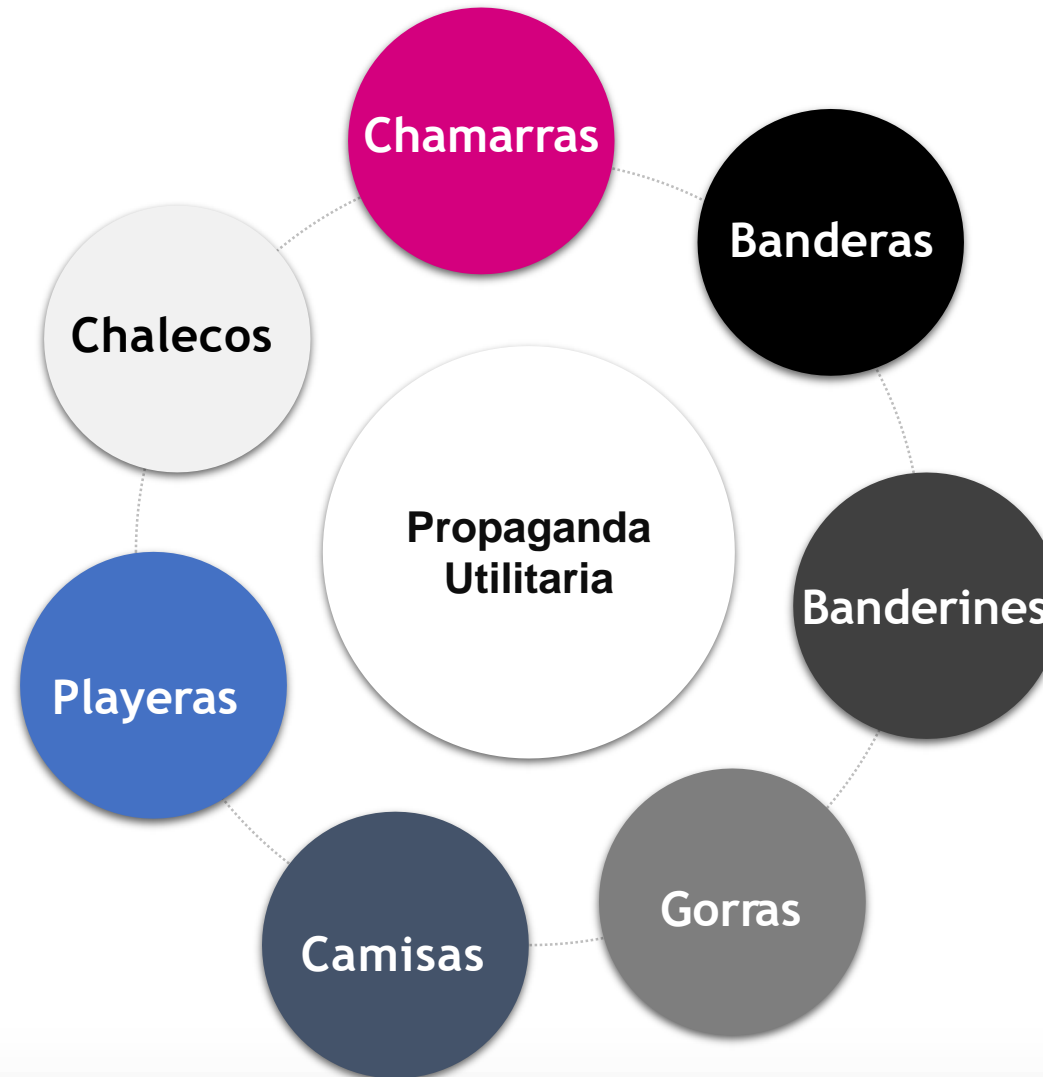 Chamarras
Banderas
Chalecos
Propaganda
Utilitaria
Banderines
Playeras
Gorras
Camisas